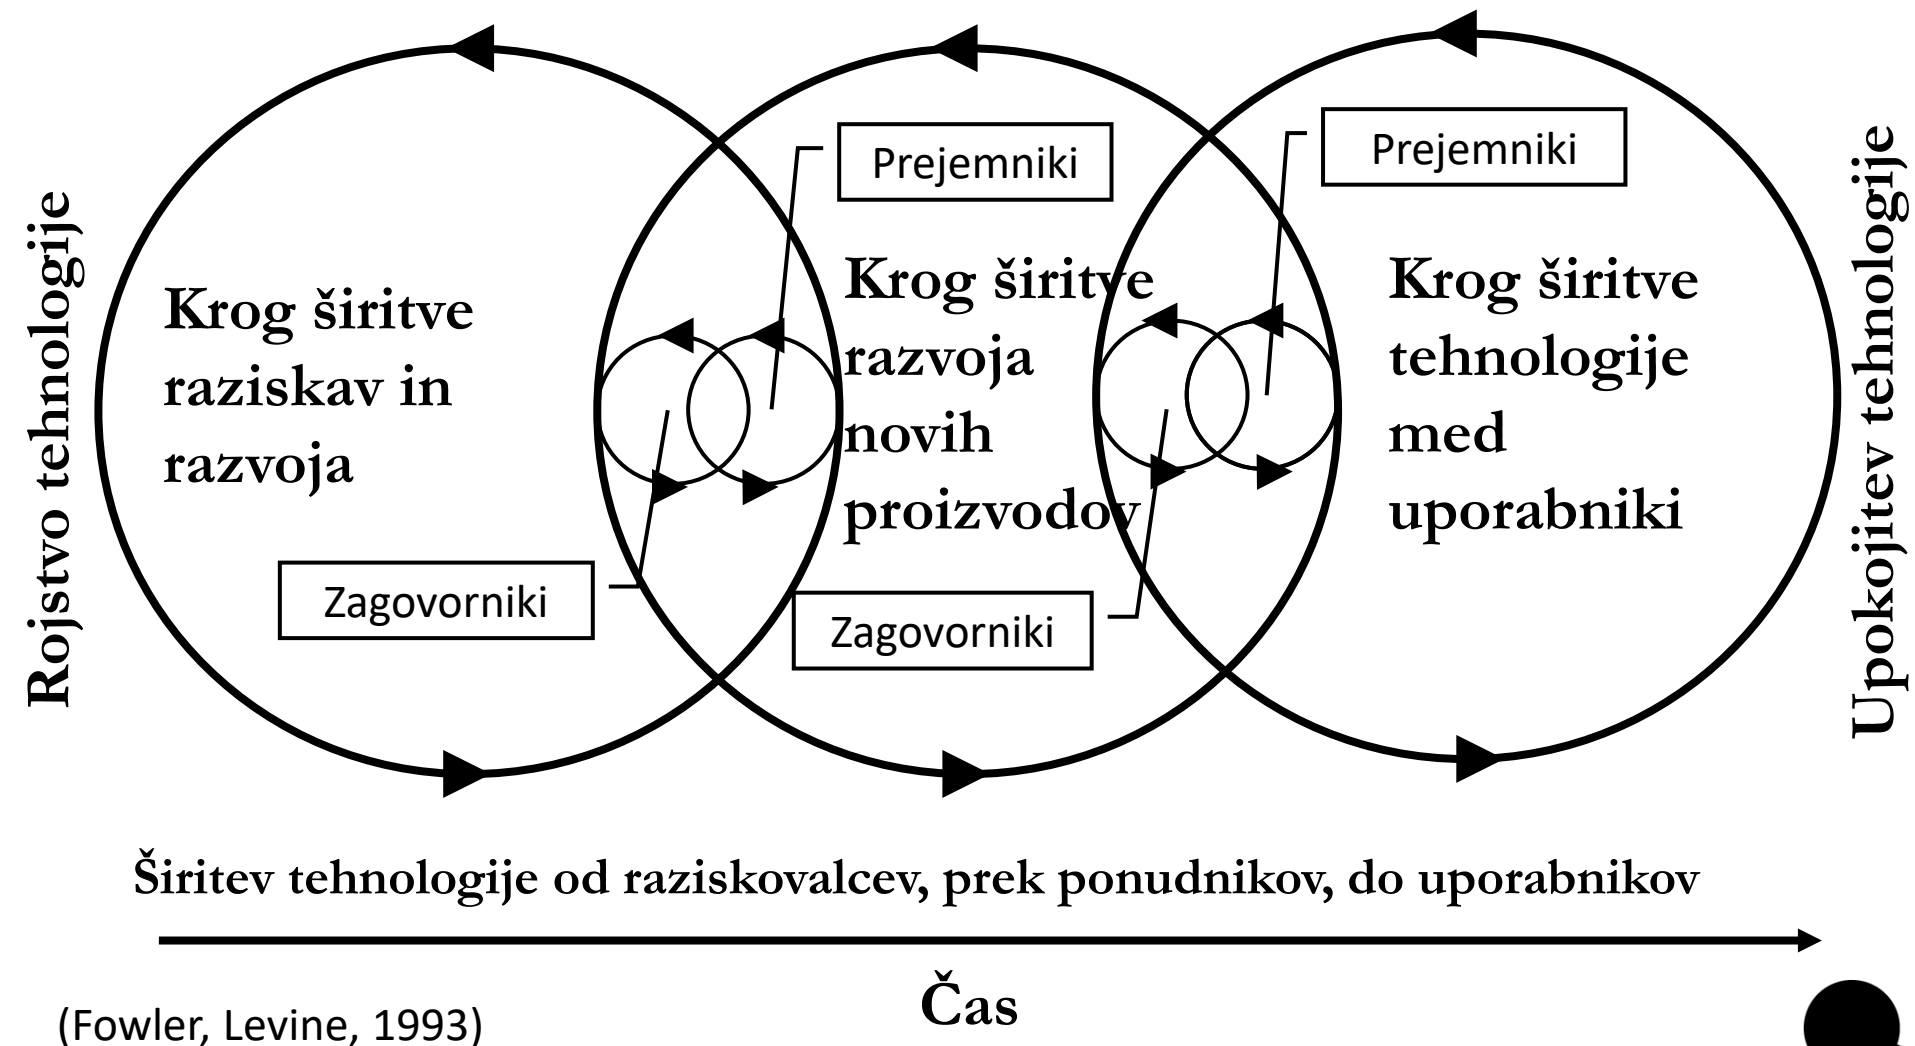 Rojstvo tehnologije
Krog širitve
raziskav in
razvoja
Zagovorniki
Prejemniki
Krog širitve
razvoja
novih
proizvodov
Zagovorniki
Prejemniki
Krog širitve
tehnologije
med
uporabniki
Upokojitev tehnologije
Širitev tehnologije od raziskovalcev, prek ponudnikov, do uporabnikov
Čas
(Fowler, Levine, 1993)